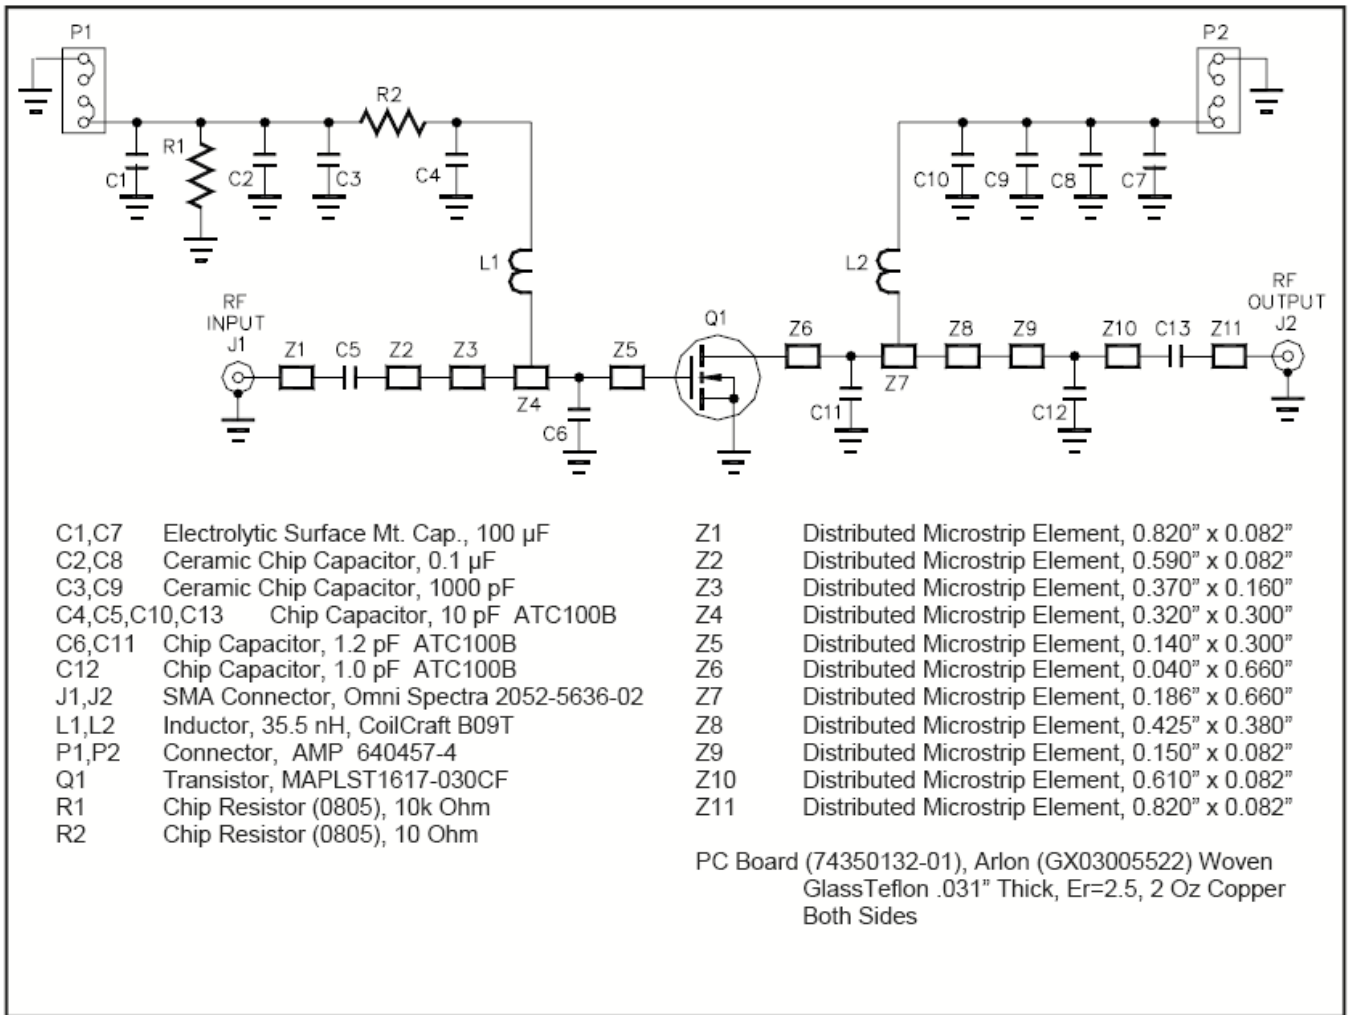 P1
P2
R2
R1
C1
C2
C3
C4
C10
C9
C8
C7
L1
L2
RF
INPUT
J1
RF
OUTPUT
J2
Q1
Z1
C5
Z2
Z3
Z4
Z5
Z6
Z7
Z8
Z9
Z10
C13
Z11
C6
C11
C12
C1,C7 Electrolytic Surface Mt. Cap., 100 µF
C2,C8 Ceramic Chip Capacitor, 0.1 µF
C3,C9 Ceramic Chip Capacitor, 1000 pF
C4,C5,C10,C13 Chip Capacitor, 10 pF ATC100B
C6,C11 Chip Capacitor, 1.2 pF ATC100B
C12 Chip Capacitor, 1.0 pF ATC100B
J1,J2 SMA Connector, Omni Spectra 2052-5636-02
L1,L2 Inductor, 35.5 nH, CoilCraft B09T
P1,P2 Connector, AMP 640457-4
Q1 Transistor, MAPLST1617-030CF
R1 Chip Resistor (0805), 10k Ohm
R2 Chip Resistor (0805), 10 Ohm
Z1 Distributed Microstrip Element, 0.820” x 0.082”
Z2 Distributed Microstrip Element, 0.590” x 0.082”
Z3 Distributed Microstrip Element, 0.370” x 0.160”
Z4 Distributed Microstrip Element, 0.320” x 0.300”
Z5 Distributed Microstrip Element, 0.140” x 0.300”
Z6 Distributed Microstrip Element, 0.040” x 0.660”
Z7 Distributed Microstrip Element, 0.186” x 0.660”
Z8 Distributed Microstrip Element, 0.425” x 0.380”
Z9 Distributed Microstrip Element, 0.150” x 0.082”
Z10 Distributed Microstrip Element, 0.610” x 0.082”
Z11 Distributed Microstrip Element, 0.820” x 0.082”
PC Board (74350132-01), Arlon (GX03005522) Woven
GlassTeflon .031” Thick, Er=2.5, 2 Oz Copper
Both Sides